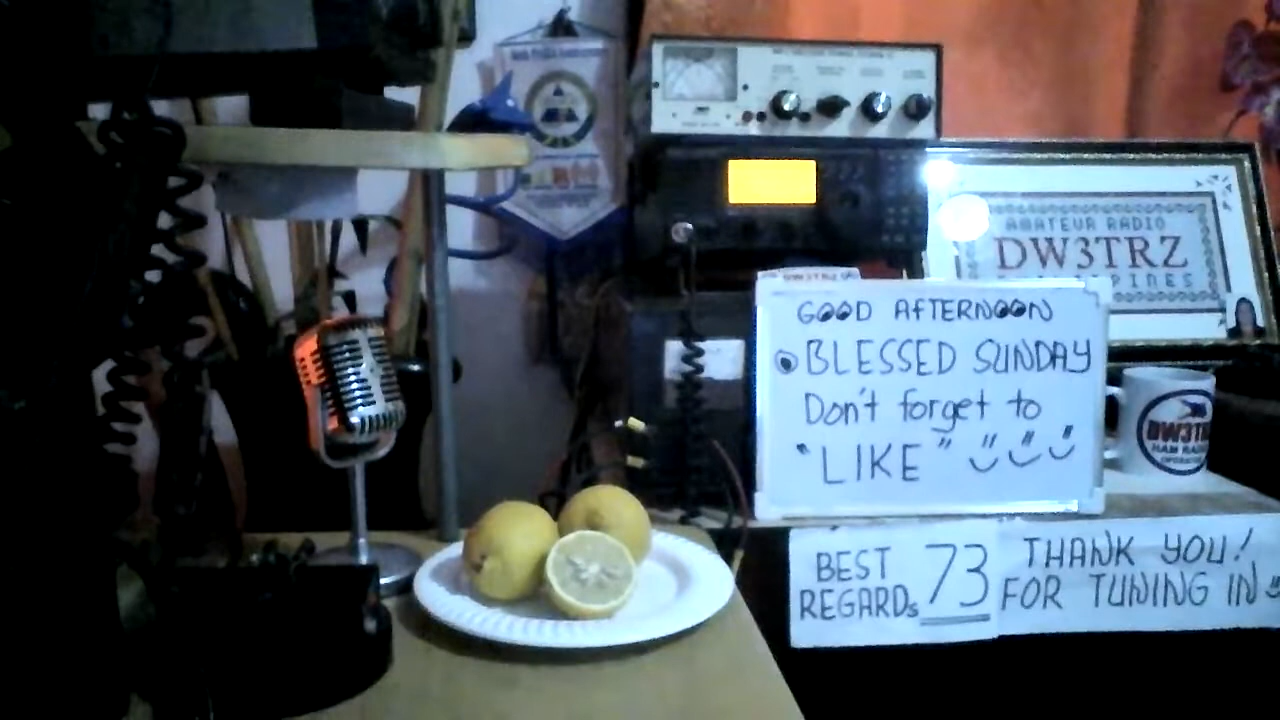 AMATEUR RADIO
DW3TRZ
GOOD AFTERNOON
BLESSED SUNDAY
Don't forget to
"LIKE"
DW3TR
HAM RADIO
BEST
REGARDs 73
THANK YOU!
FOR TUNING IN